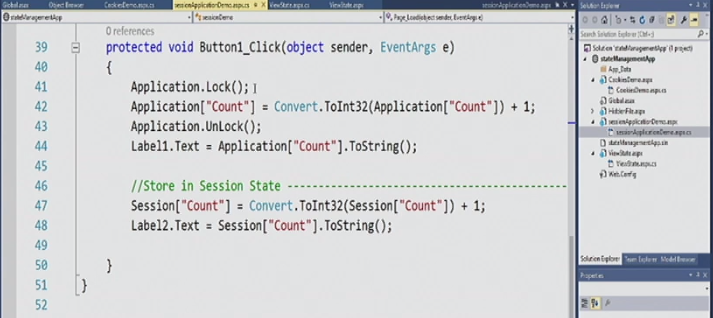 Global.asax Object Browser CookiesDemo.aspx.cs sessionApplicationDemo.aspx.cs ViewState.aspx.cs ViewState.aspx sessionApplicationDemo.aspx
stateManagementApp sessionDemo Page_Load(object sender, EventArgs e)
0 references
39 protected void Button1_Click(object sender, EventArgs e)
40 {
41 Application.Lock();
42 Application["Count"] = Convert.ToInt32(Application["Count"]) + 1;
43 Application.UnLock();
44 Label1.Text = Application["Count"].ToString();
45
46 //Store in Session State ----------------------------------------
47 Session["Count"] = Convert.ToInt32(Session["Count"]) + 1;
48 Label2.Text = Session["Count"].ToString();
49
50 }
51 }
52
Solution Explorer
Search Solution Explorer (Ctrl+;)
Solution 'stateManagementApp' (1 project)
stateManagementApp
App_Data
CookiesDemo.aspx
CookiesDemo.aspx.cs
Global.asax
HiddenFile.aspx
sessionApplicationDemo.aspx
sessionApplicationDemo.aspx.cs
stateManagementApp.sln
ViewState.aspx
ViewState.aspx.cs
Web.Config
Solution Explorer Team Explorer Model Browser
Properties